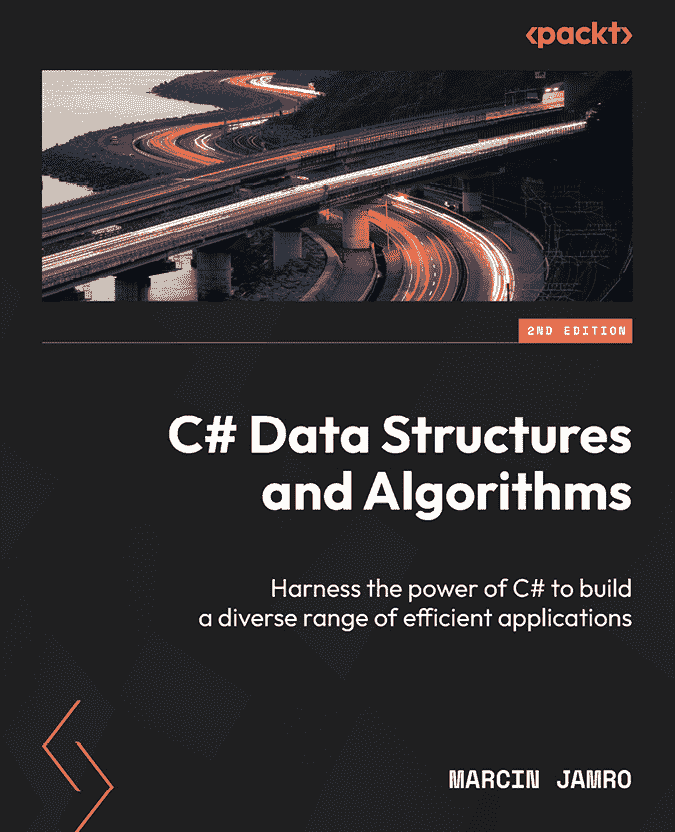 <packt>
2ND EDITION
C# Data Structures
and Algorithms
Harness the power of C# to build
a diverse range of efficient applications
MARCIN JAMRO